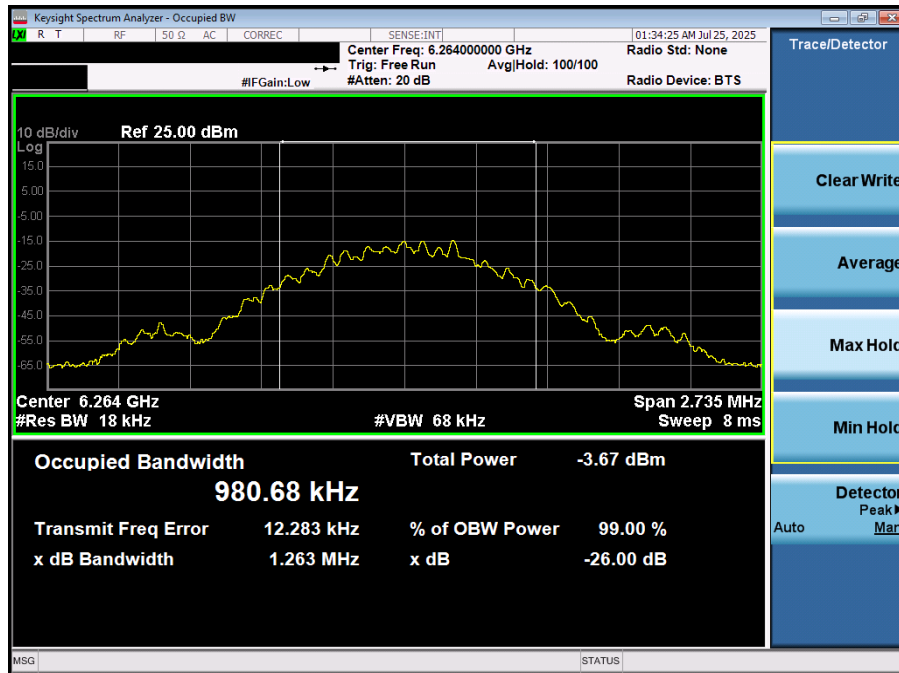 Keysight Spectrum Analyzer - Occupied BW
LXI R T RF 50 Ω AC CORREC SENSE:INT 01:34:25 AM Jul 25, 2025
Center Freq: 6.264000000 GHz Radio Std: None
Trig: Free Run Avg|Hold: 100/100
#IFGain:Low #Atten: 20 dB Radio Device: BTS
Trace/Detector
10 dB/div Ref 25.00 dBm
Log
15.0
5.00
-5.00
-15.0
-25.0
-35.0
-45.0
-55.0
-65.0
Center 6.264 GHz Span 2.735 MHz
#Res BW 18 kHz #VBW 68 kHz Sweep 8 ms
Occupied Bandwidth Total Power -3.67 dBm
980.68 kHz
Transmit Freq Error 12.283 kHz % of OBW Power 99.00 %
x dB Bandwidth 1.263 MHz x dB -26.00 dB
Clear Write
Average
Max Hold
Min Hold
Detector
Peak
Auto Man
MSG STATUS